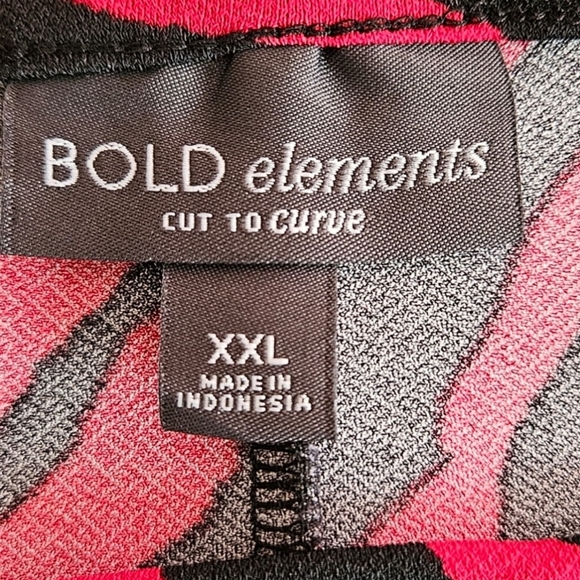 BOLD elements
CUT TO curve
XXL
MADE IN
INDONESIA